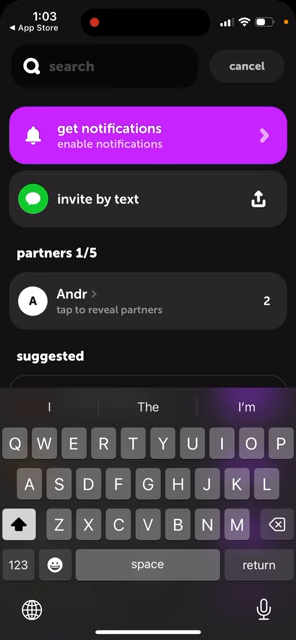 1:03
App Store
search
cancel
get notifications
enable notifications
invite by text
partners 1/5
A
Andr
tap to reveal partners
2
suggested
I
The
I'm
Q W E R T Y U I O P
A S D F G H J K L
Z X C V B N M
123
space
return